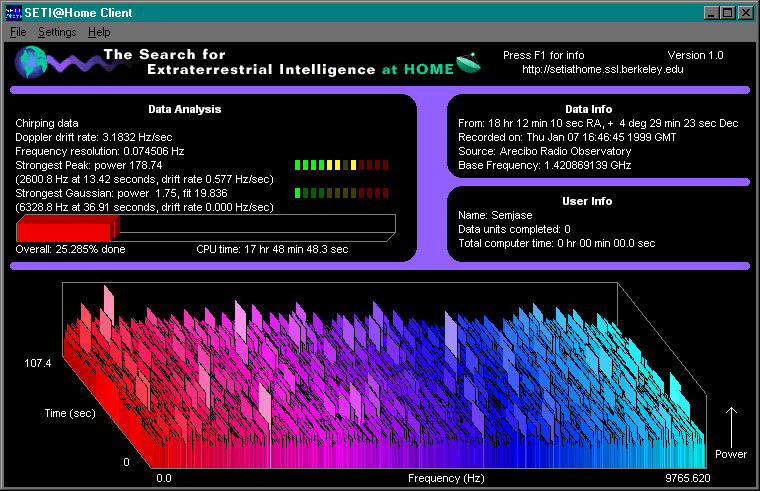 SETI@Home Client
File Settings Help
The Search for
Extraterrestrial Intelligence at HOME
Press F1 for info Version 1.0
http://setiathome.ssl.berkeley.edu
Data Analysis
Chirping data
Doppler drift rate: 3.1832 Hz/sec
Frequency resolution: 0.074506 Hz
Strongest Peak: power 178.74
(2600.8 Hz at 13.42 seconds, drift rate 0.577 Hz/sec)
Strongest Gaussian: power 1.75, fit 19.836
(6328.8 Hz at 36.91 seconds, drift rate 0.000 Hz/sec)
Overall: 25.285% done CPU time: 17 hr 48 min 48.3 sec
Data Info
From: 18 hr 12 min 10 sec RA, + 4 deg 29 min 23 sec Dec
Recorded on: Thu Jan 07 16:46:45 1999 GMT
Source: Arecibo Radio Observatory
Base Frequency: 1.420869139 GHz
User Info
Name: Semjase
Data units completed: 0
Total computer time: 0 hr 00 min 00.0 sec
107.4
Time (sec)
0
0.0
Frequency (Hz)
9765.620
Power